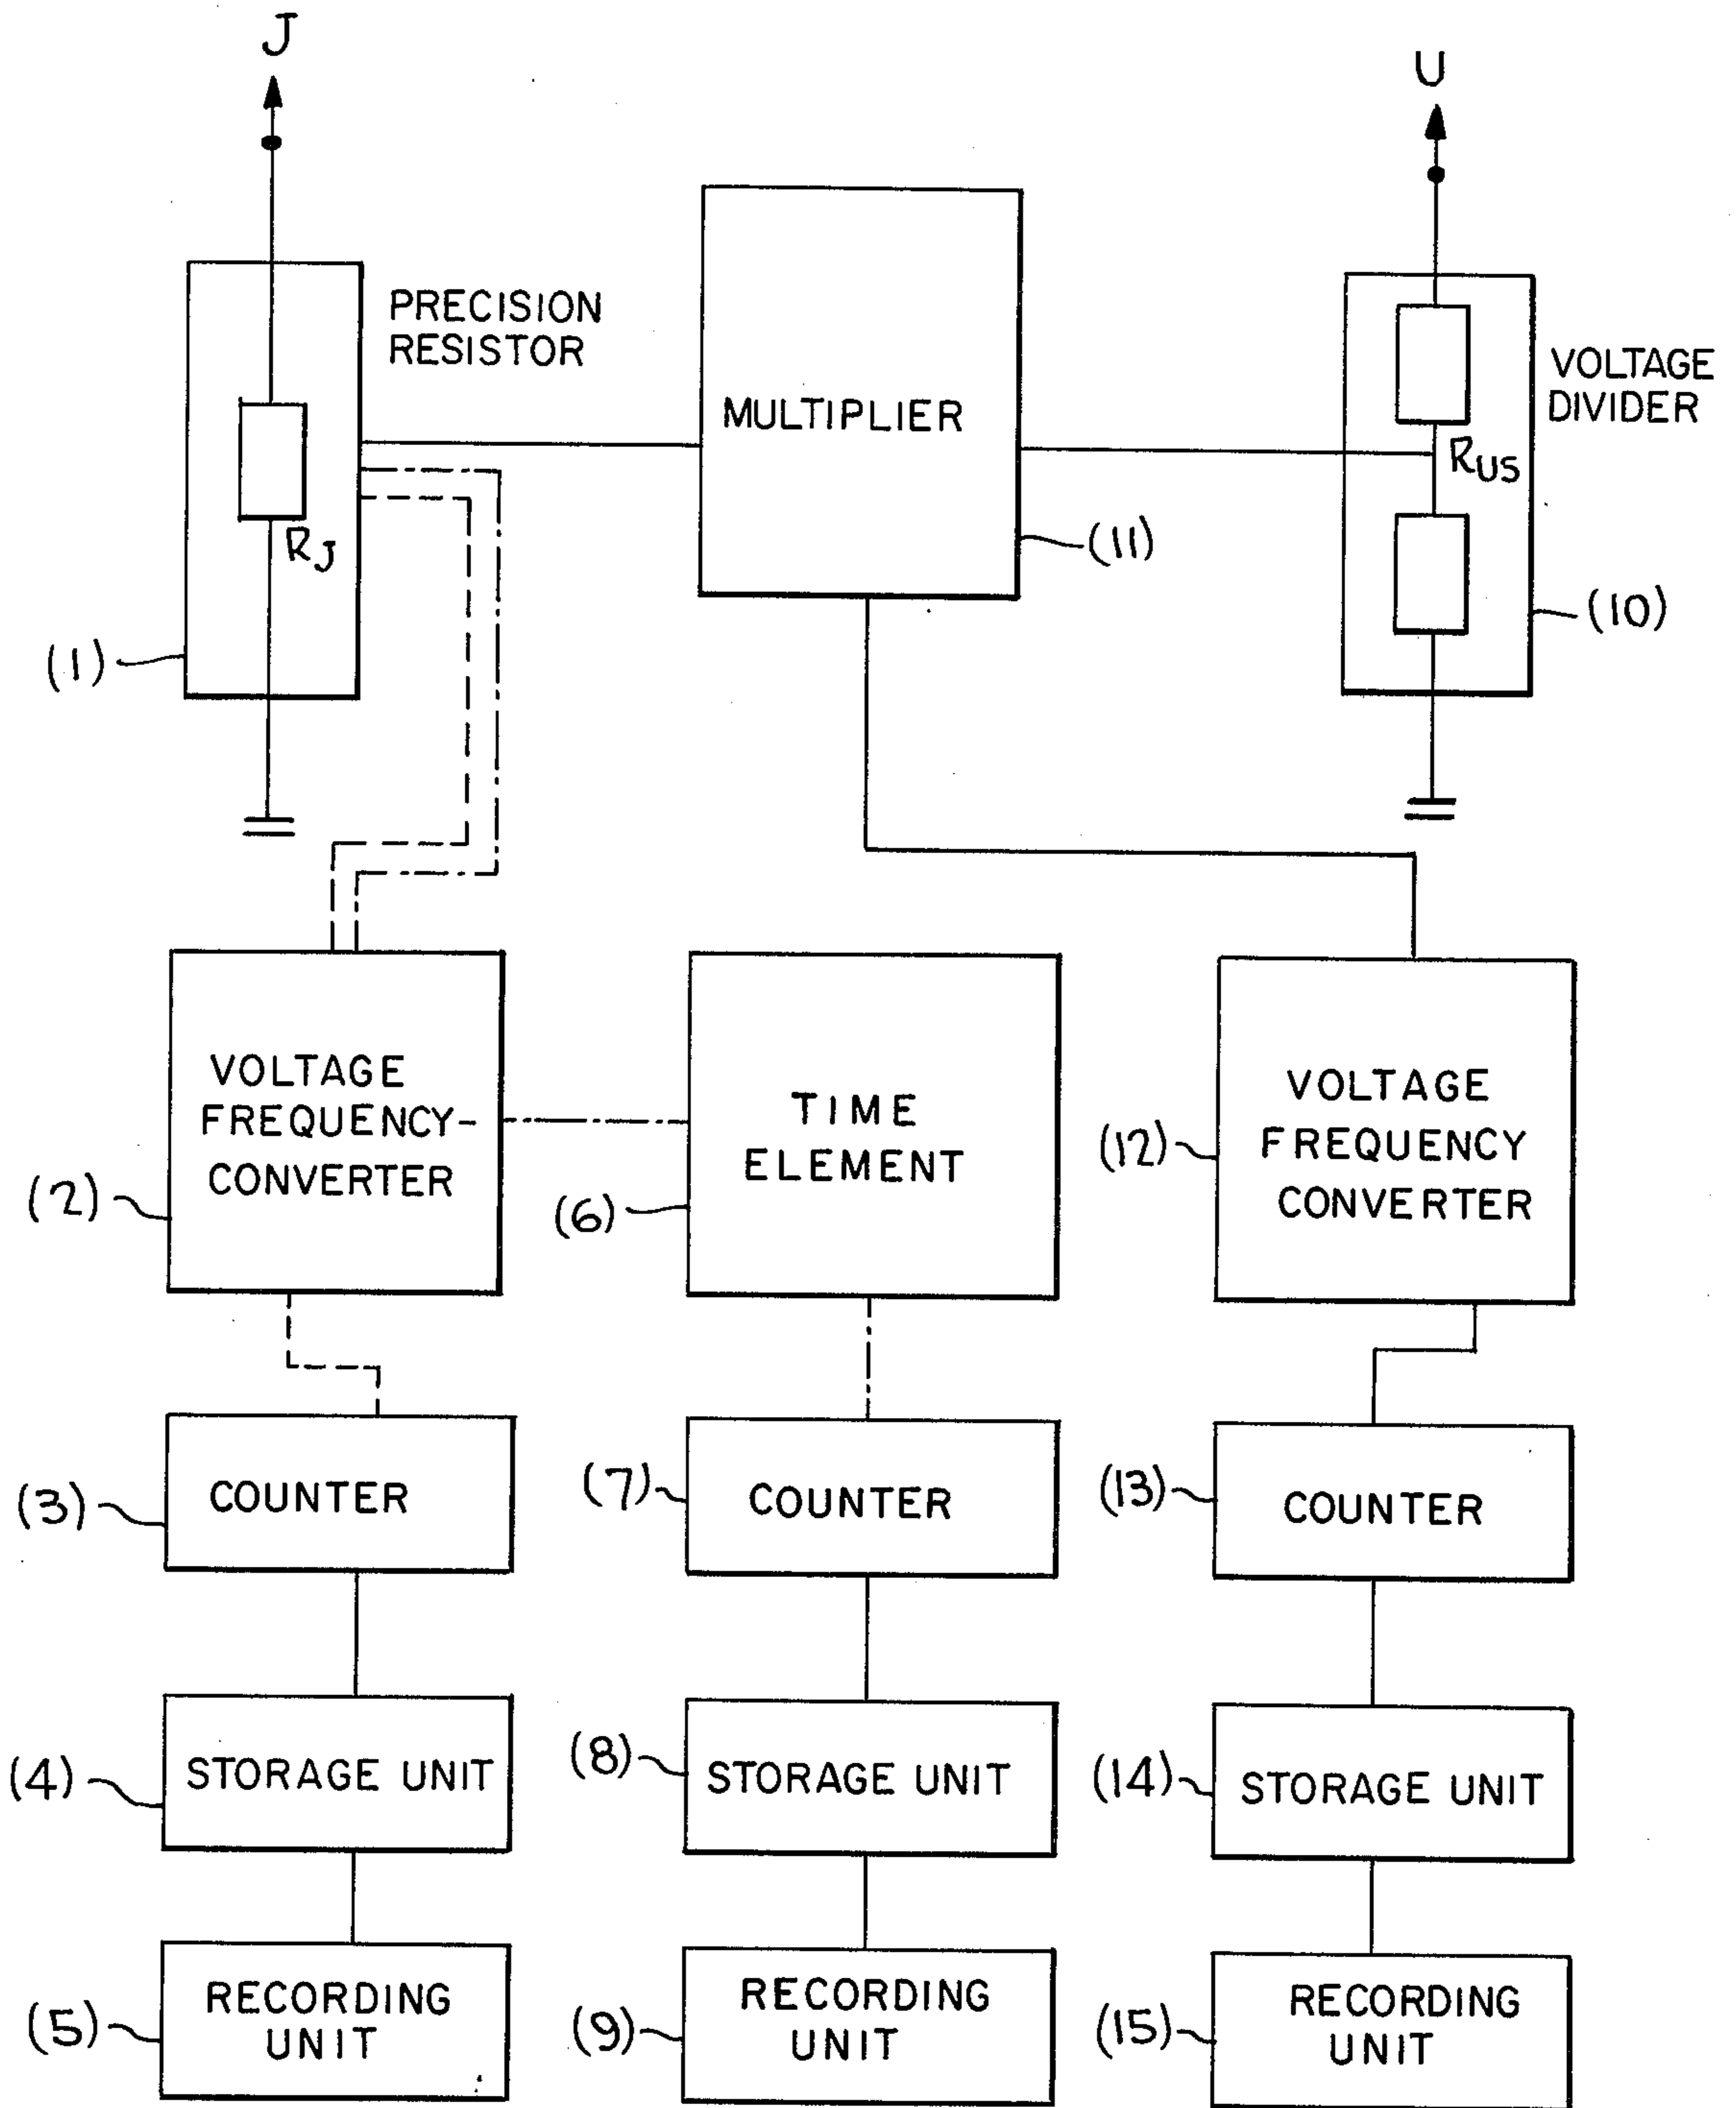 J
U
PRECISION
RESISTOR
VOLTAGE
DIVIDER
MULTIPLIER
RUS
RJ
(11)
(10)
(1)
VOLTAGE
FREQUENCY-
CONVERTER
TIME
ELEMENT
VOLTAGE
FREQUENCY
CONVERTER
(2)
(6)
(12)
COUNTER
COUNTER
COUNTER
(3)
(7)
(13)
STORAGE UNIT
STORAGE UNIT
STORAGE UNIT
(4)
(8)
(14)
RECORDING
UNIT
RECORDING
UNIT
RECORDING
UNIT
(5)
(9)
(15)